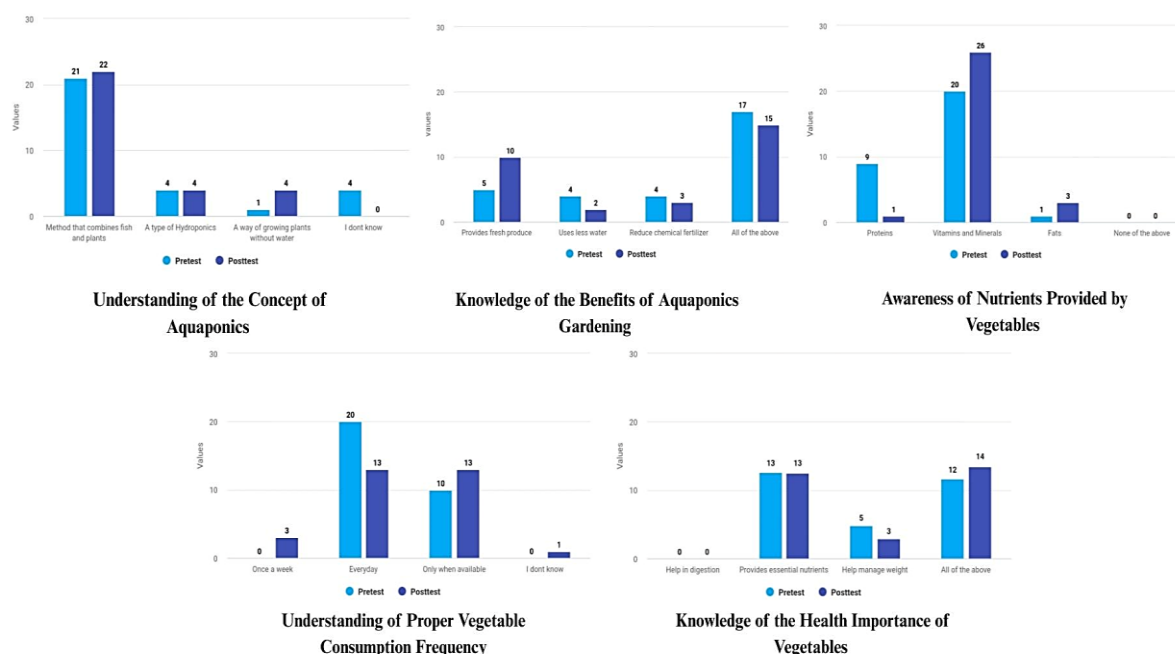 30
20
10
0
Values
21
22
4
4
1
4
4
0
Method that combines fish
and plants
A type of Hydroponics
A way of growing plants
without water
I dont know
Pretest
Posttest
Understanding of the Concept of
Aquaponics
30
20
10
0
Values
5
10
4
2
4
3
17
15
Provides fresh produce
Uses less water
Reduce chemical fertilizer
All of the above
Pretest
Posttest
Knowledge of the Benefits of Aquaponics
Gardening
30
20
10
0
Values
9
1
20
26
1
3
0
0
Proteins
Vitamins and Minerals
Fats
None of the above
Pretest
Posttest
Awareness of Nutrients Provided by
Vegetables
30
20
10
0
Values
0
3
20
13
10
13
0
1
Once a week
Everyday
Only when available
I dont know
Pretest
Posttest
Understanding of Proper Vegetable
Consumption Frequency
30
20
10
0
Values
0
0
13
13
5
3
12
14
Help in digestion
Provides essential nutrients
Help manage weight
All of the above
Pretest
Posttest
Knowledge of the Health Importance of
Vegetables